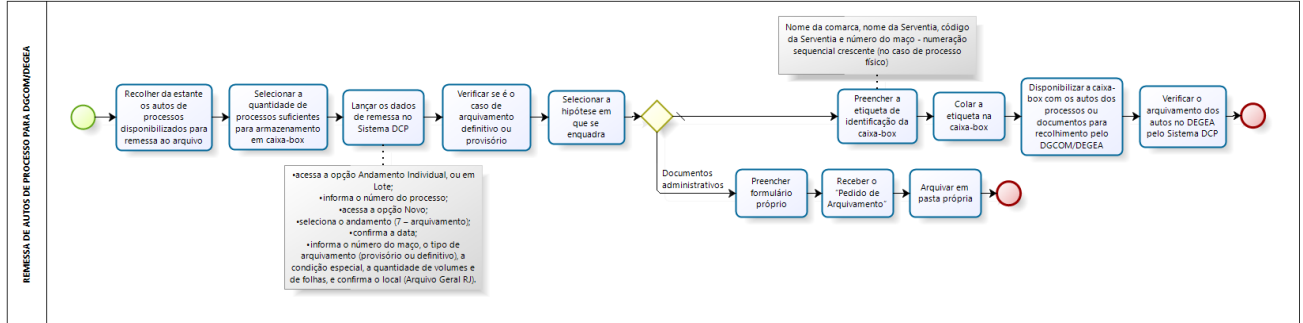 REMESSA DE AUTOS DE PROCESSO PARA DGCOM/DEGEA
Recolher da estante
os autos de
processos
disponibilizados para
remessa ao arquivo
Selecionar a
quantidade de
processos suficientes
para armazenamento
em caixa-box
Lançar os dados
de remessa no
Sistema DCP
•acessa a opção Andamento Individual, ou em
Lote;
•informa o número do processo;
•acessa a opção Novo;
•seleciona o andamento (7 – arquivamento);
•confirma a data;
•informa o número do maço, o tipo de
arquivamento (provisório ou definitivo), a
condição especial, a quantidade de volumes e
de folhas, e confirma o local (Arquivo Geral RJ).
Verificar se é o
caso de
arquivamento
definitivo ou
provisório
Selecionar a
hipótese em
que se
enquadra
Nome da comarca, nome da Serventia, código
da Serventia e número do maço - numeração
sequencial crescente (no caso de processo
físico)
Preencher a
etiqueta de
identificação da
caixa-box
Colar a
etiqueta na
caixa-box
Disponibilizar a caixa-
box com os autos dos
processos ou
documentos para
recolhimento pelo
DGCOM/DEGEA
Verificar o
arquivamento dos
autos no DEGEA
pelo Sistema DCP
Documentos
administrativos
Preencher
formulário
próprio
Receber o
"Pedido de
Arquivamento"
Arquivar em
pasta própria